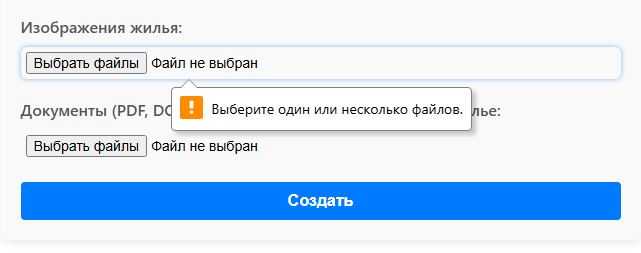 Изображения жилья:
Выбрать файлы Файл не выбран
Выберите один или несколько файлов.
Документы (PDF, DO лье:
Выбрать файлы Файл не выбран
Создать